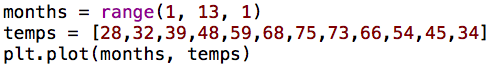 months = range(1, 13, 1)
temps = [28,32,39,48,59,68,75,73,66,54,45,34]
plt.plot(months, temps)